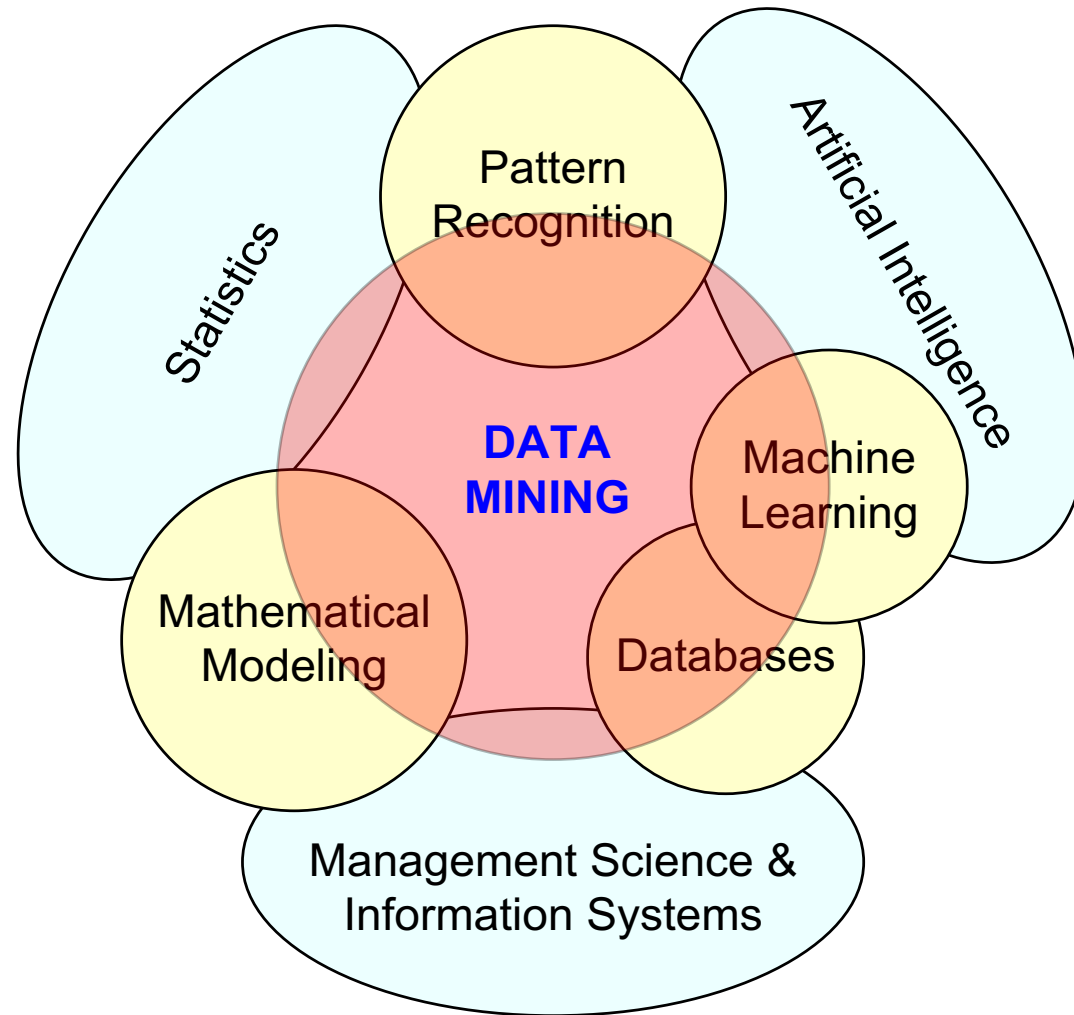 Pattern
Recognition
Artificial Intelligence
Statistics
DATA
MINING
Machine
Learning
Mathematical
Modeling
Databases
Management Science &
Information Systems